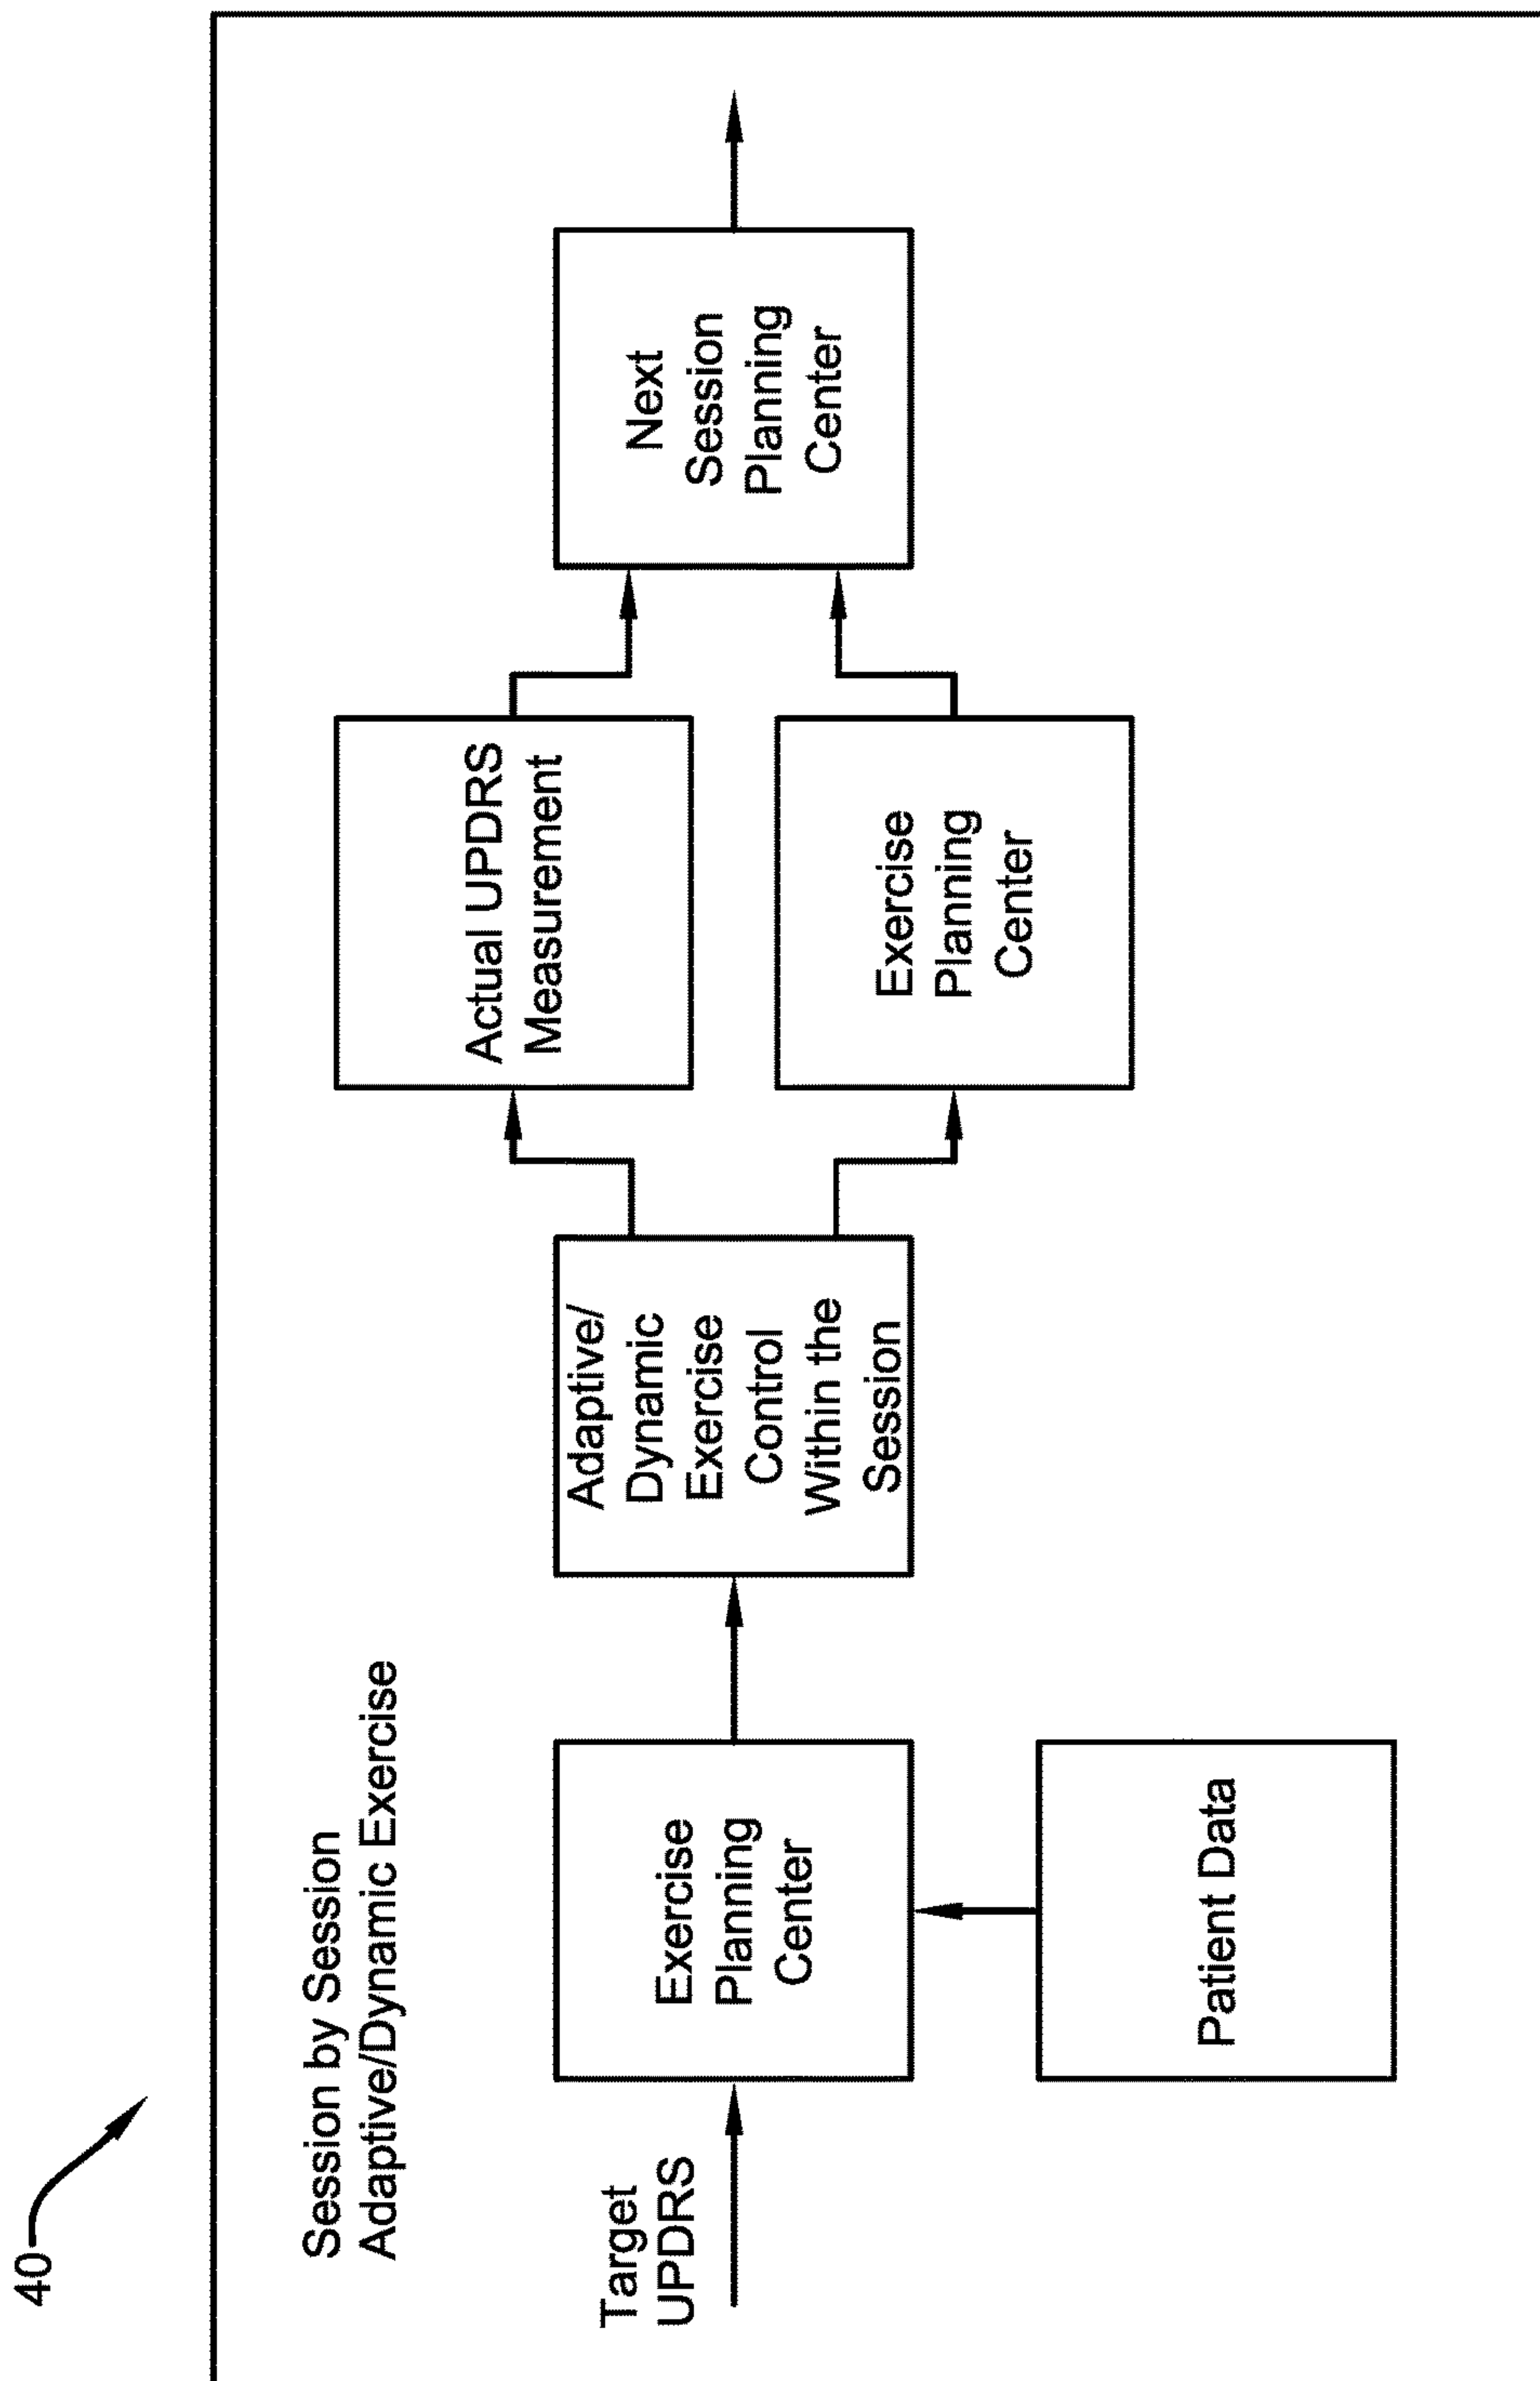 40
Session by Session
Adaptive/Dynamic Exercise
Target
UPDRS
Exercise
Planning
Center
Patient Data
Adaptive/
Dynamic
Exercise
Control
Within the
Session
Actual UPDRS
Measurement
Exercise
Planning
Center
Next
Session
Planning
Center